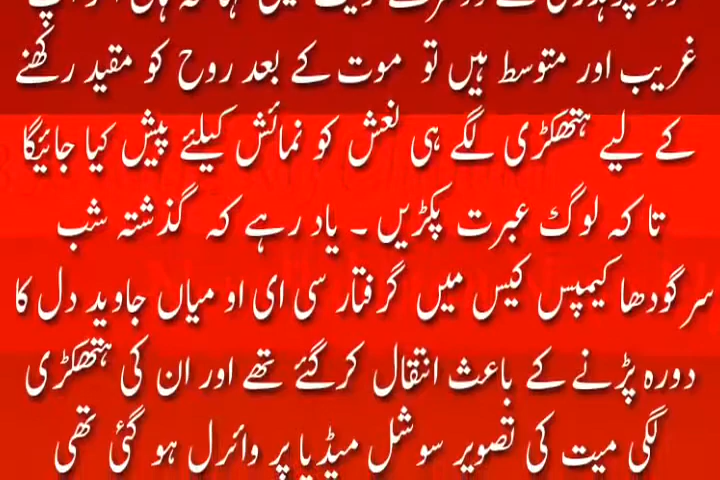 غریب اور متوسط ہیں تو موت کے بعد روح کو مقید رکھنے
کے لیے ہتھکڑی لگے ہی نعش کو نمائش کیلئے پیش کیا جائیگا
تا کہ لوگ عبرت پکڑیں ۔ یاد رہے کہ گذشتہ شب
سرگودھا کیمپس کیس میں گرفتار سی ای او میاں جاوید دل کا
دورہ پڑنے کے باعث انتقال کرگئے تھے اور ان کی ہتھکڑی
لگی میت کی تصویر سوشل میڈیا پر وائرل ہو گئی تھی